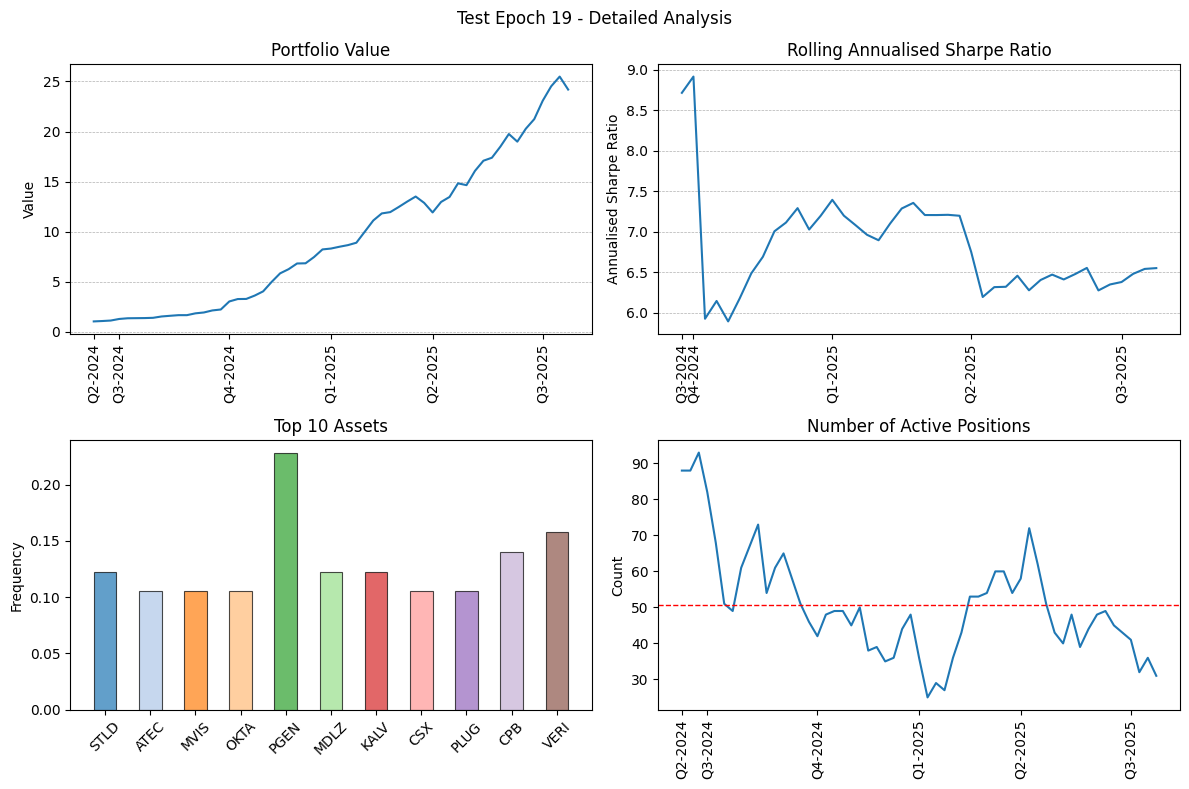 Test Epoch 19 - Detailed Analysis
Portfolio Value
Value
25
20
15
10
5
0
Q2-2024
Q3-2024
Q4-2024
Q1-2025
Q2-2025
Q3-2025
Rolling Annualised Sharpe Ratio
Annualised Sharpe Ratio
9.0
8.5
8.0
7.5
7.0
6.5
6.0
Q3-2024
Q4-2024
Q1-2025
Q2-2025
Q3-2025
Top 10 Assets
Frequency
0.20
0.15
0.10
0.05
0.00
STLD
ATEC
MVIS
OKTA
PGEN
MDLZ
KALV
CSX
PLUG
CPB
VERI
Number of Active Positions
Count
90
80
70
60
50
40
30
Q2-2024
Q3-2024
Q4-2024
Q1-2025
Q2-2025
Q3-2025